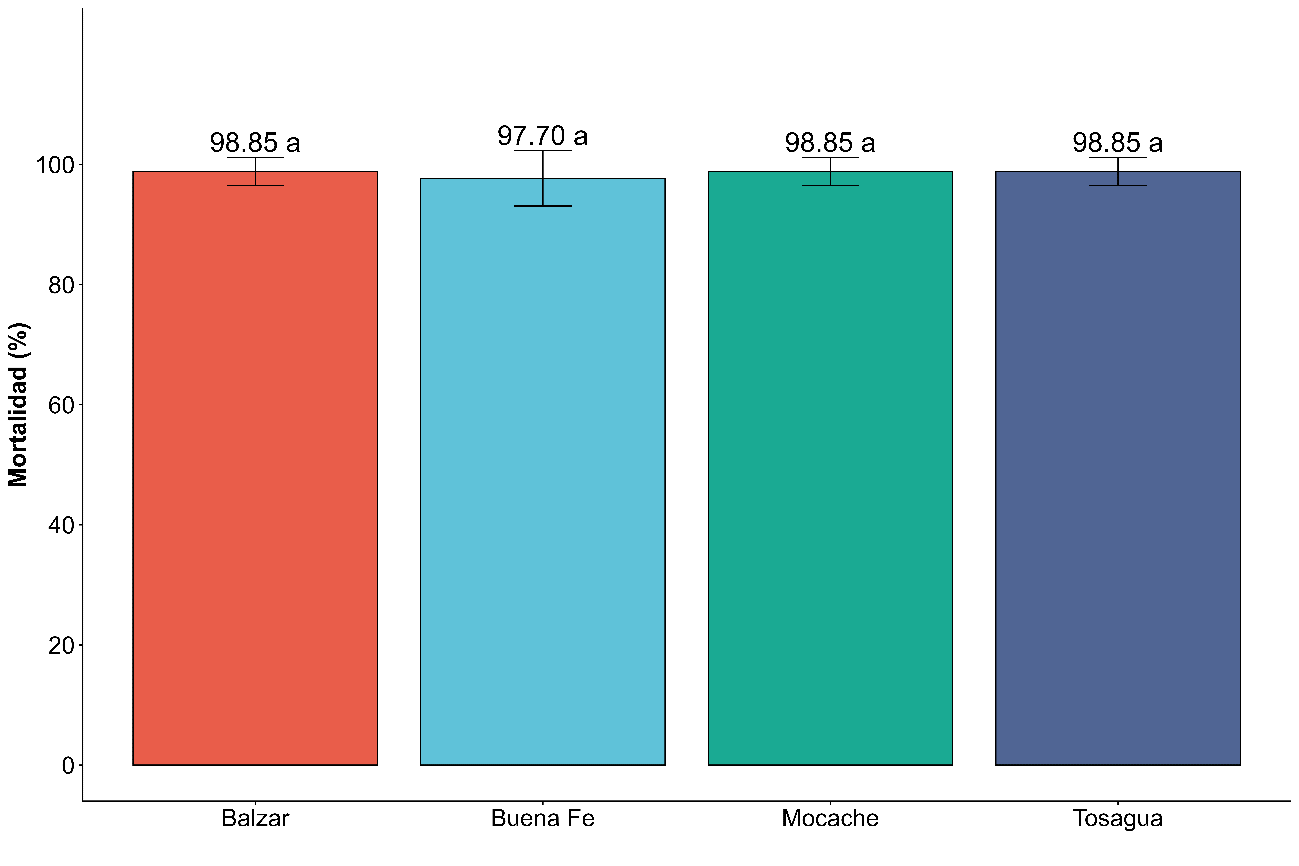 98.85 a
97.70 a
98.85 a
98.85 a
100
80
60
40
20
0
Mortalidad (%)
Balzar
Buena Fe
Mocache
Tosagua